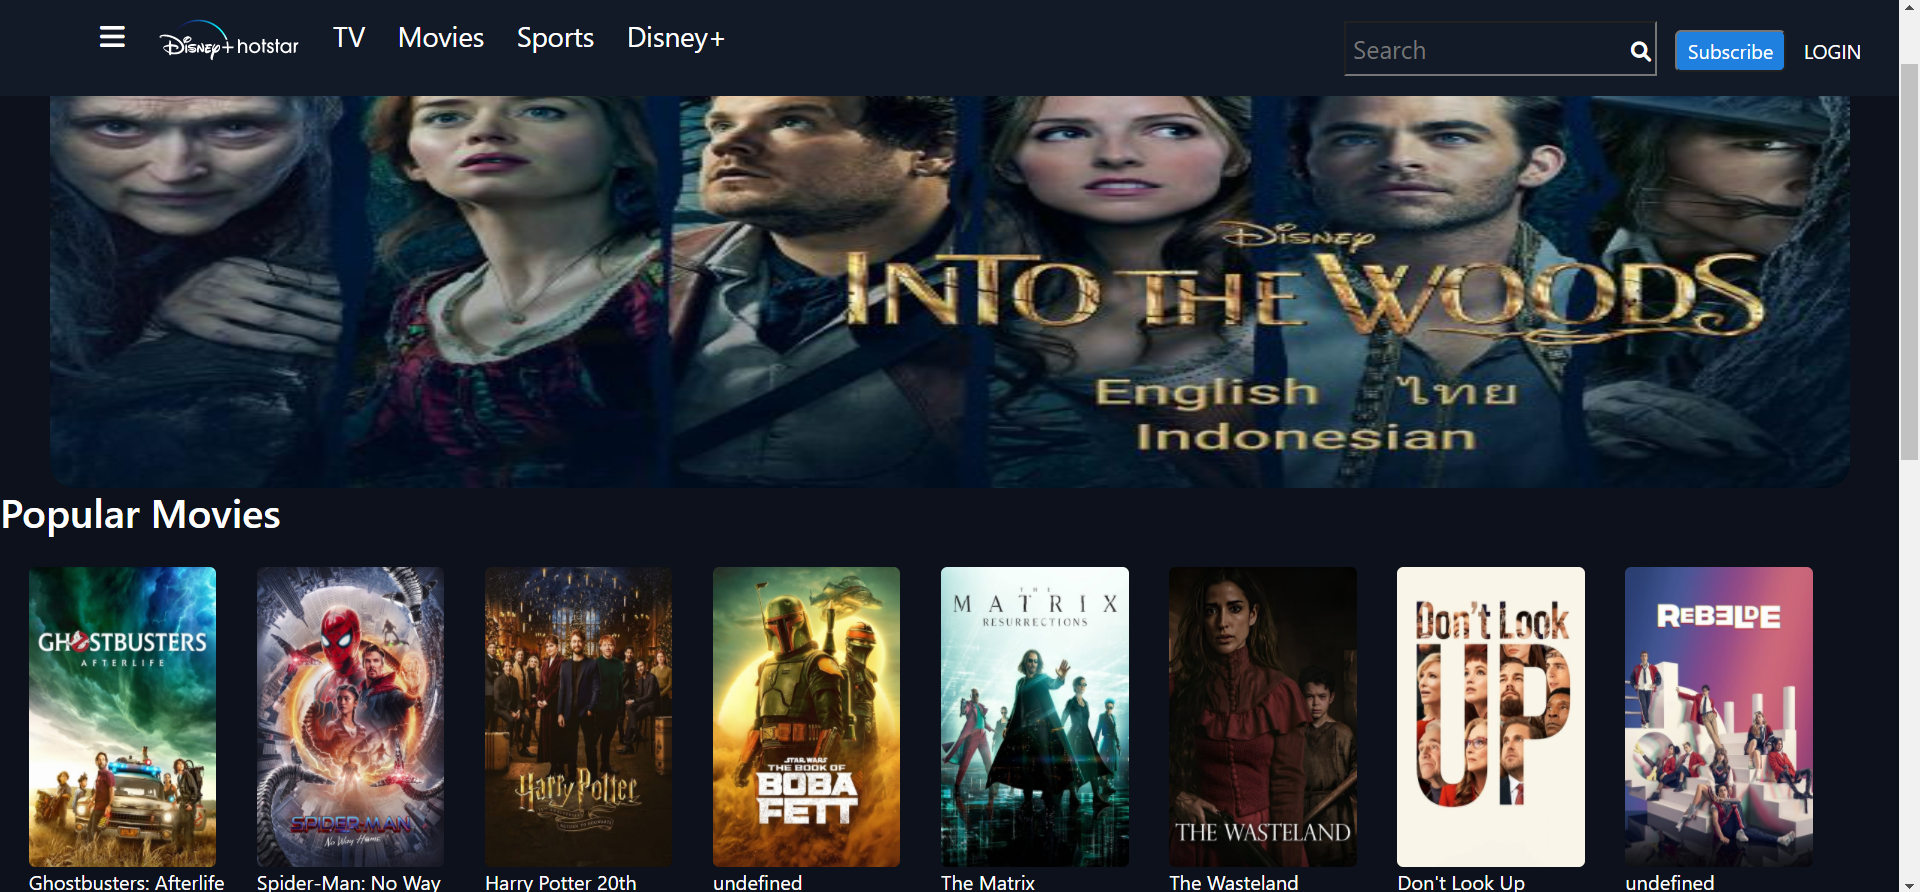 Disney+ hotstar TV Movies Sports Disney+ Search Subscribe LOGIN
Disney
INTO THE WOODS
English ไทย
Indonesian
Popular Movies
GHOSTBUSTERS
AFTERLIFE
SPIDER-MAN
No Way Home
Harry Potter
STAR WARS
THE BOOK OF
BOBA
FETT
THE
MATRIX
RESURRECTIONS
THE WASTELAND
Don't Look
UP
REBELDE
Ghostbusters: Afterlife Spider-Man: No Way Harry Potter 20th undefined The Matrix The Wasteland Don't Look Up undefined